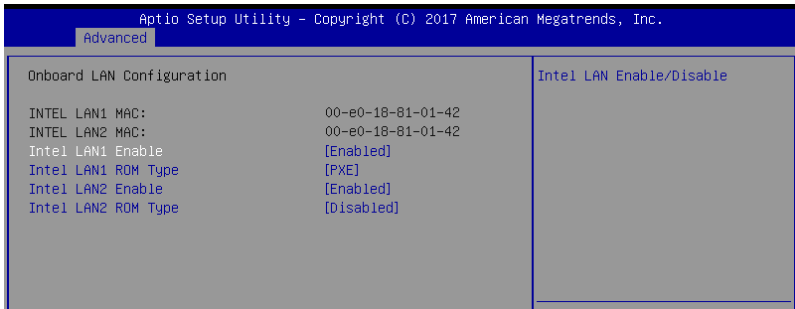 Aptio Setup Utility – Copyright (C) 2017 American Megatrends, Inc.
Advanced
Onboard LAN Configuration
Intel LAN Enable/Disable
INTEL LAN1 MAC: 00-e0-18-81-01-42
INTEL LAN2 MAC: 00-e0-18-81-01-42
Intel LAN1 Enable [Enabled]
Intel LAN1 ROM Type [PXE]
Intel LAN2 Enable [Enabled]
Intel LAN2 ROM Type [Disabled]